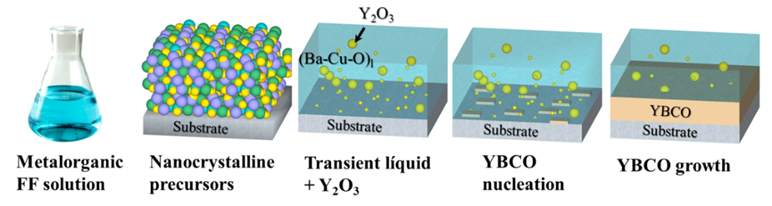 Y₂O₃
(Ba-Cu-O)ₗ
Substrate
Substrate
Substrate
YBCO
Substrate
Metalorganic
FF solution
Nanocrystalline
precursors
Transient líquid
+ Y₂O₃
YBCO
nucleation
YBCO growth